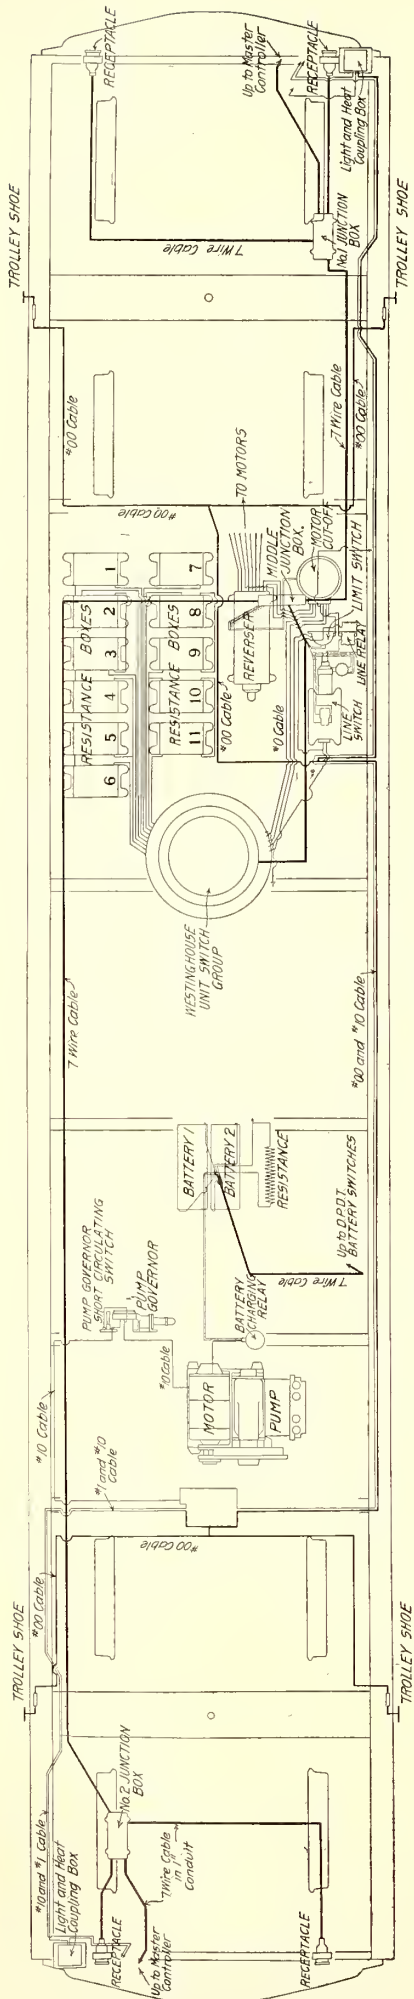 TROLLEY SHOE
TROLLEY SHOE
#10 and #1 Cable
Light and Heat
Coupling Box
RECEPTACLE
Up to Master
Controller
No.2 JUNCTION
BOX
7 Wire Cable
in 1"
Conduit
RECEPTACLE
TROLLEY SHOE
#00 Cable
#10 Cable
#1 and #10
Cable
#00 Cable
PUMP GOVERNOR
SHORT CIRCULATING
SWITCH
PUMP
GOVERNOR
#10 Cable
MOTOR
PUMP
BATTERY
CHARGING
RELAY
7 Wire Cable
Up to D.P.D.T.
BATTERY SWITCHES
BATTERY 1
BATTERY 2
RESISTANCE
7 Wire Cable
#00 and #10 Cable
WESTINGHOUSE
UNIT SWITCH
GROUP
RESISTANCE BOXES
6
5
4
3
2
1
RESISTANCE BOXES
11
10
9
8
7
#00 Cable
#0 Cable
REVERSER
TO MOTORS
MIDDLE
JUNCTION
BOX.
MOTOR
CUT-OFF
LIMIT SWITCH
LINE RELAY
LINE
SWITCH
#00 Cable
#00 Cable
7 Wire Cable
#00 Cable
7 Wire Cable
No.1 JUNCTION
BOX
RECEPTACLE
Up to Master
Controller
RECEPTACLE
Light and Heat
Coupling Box
TROLLEY SHOE